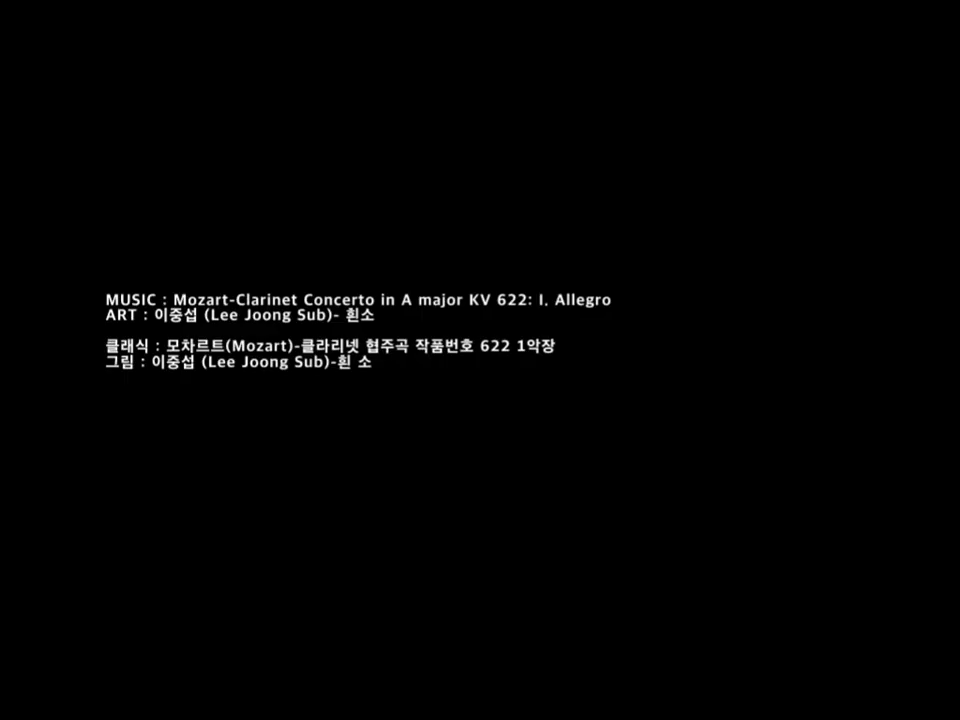 MUSIC : Mozart-Clarinet Concerto in A major KV 622: I. Allegro
ART : 이중섭 (Lee Joong Sub)- 흰소
클래식 : 모차르트(Mozart)-클라리넷 협주곡 작품번호 622 1악장
그림 : 이중섭 (Lee Joong Sub)-흰 소